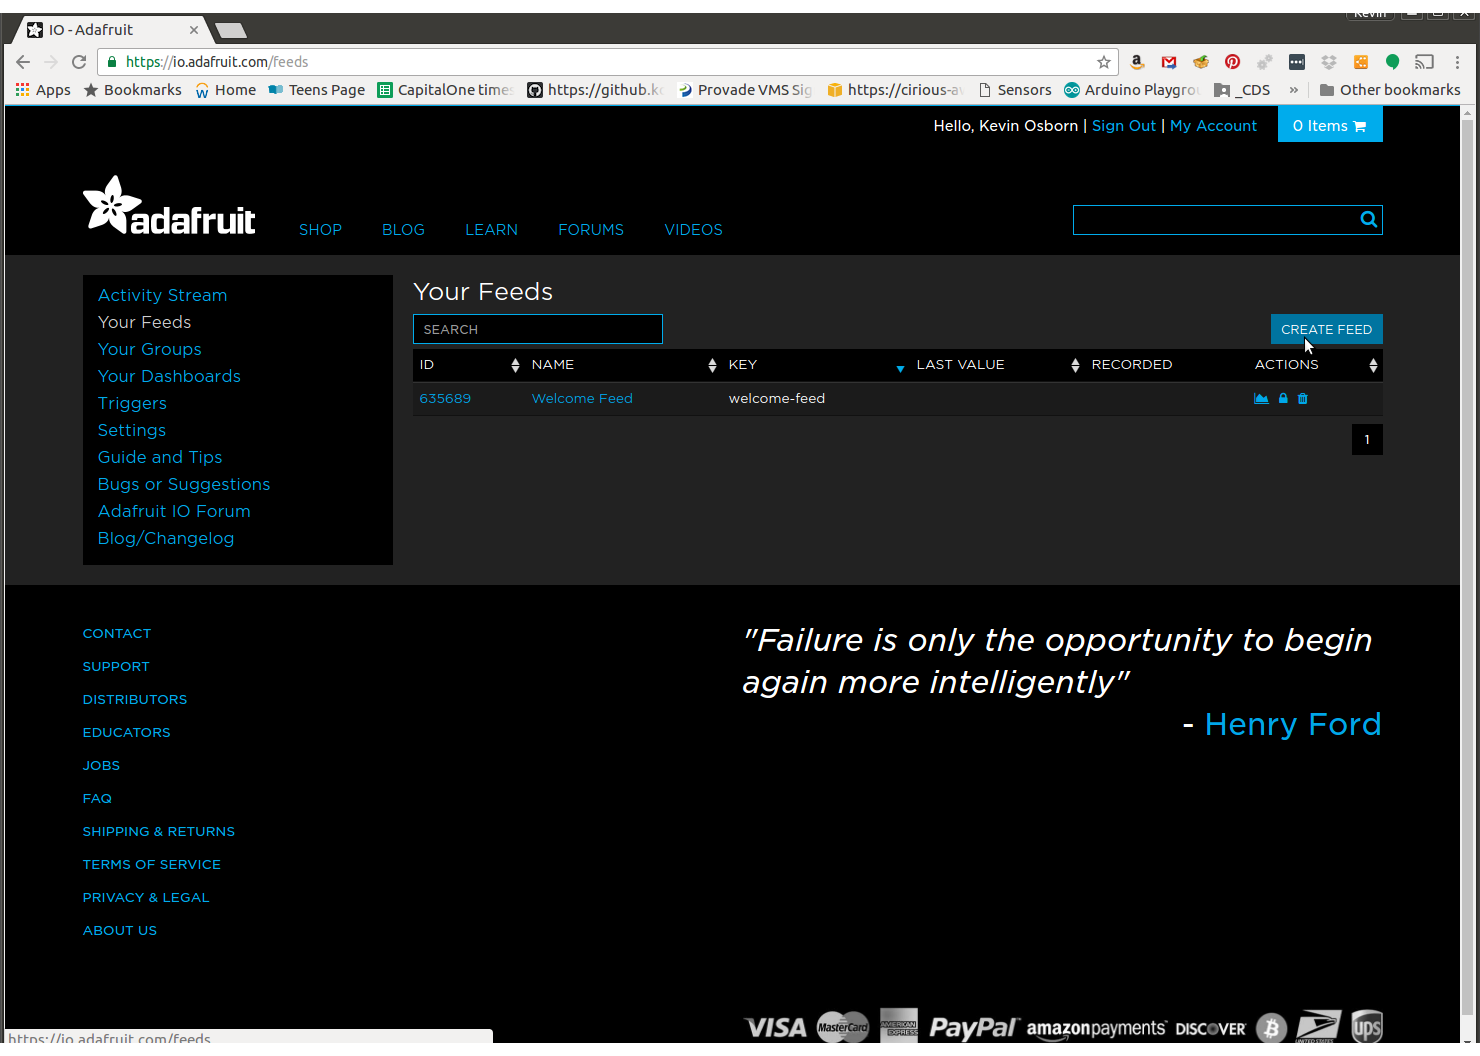 Kevin
IO - Adafruit
https://io.adafruit.com/feeds
Apps Bookmarks Home Teens Page CapitalOne time https://github.k Provade VMS Sig https://cirious-a Sensors Arduino Playgro _CDS » Other bookmarks
Hello, Kevin Osborn | Sign Out | My Account 0 Items
adafruit SHOP BLOG LEARN FORUMS VIDEOS
Activity Stream
Your Feeds
Your Groups
Your Dashboards
Triggers
Settings
Guide and Tips
Bugs or Suggestions
Adafruit IO Forum
Blog/Changelog
Your Feeds
SEARCH
CREATE FEED
ID NAME KEY LAST VALUE RECORDED ACTIONS
635689 Welcome Feed welcome-feed
1
CONTACT
SUPPORT
DISTRIBUTORS
EDUCATORS
JOBS
FAQ
SHIPPING & RETURNS
TERMS OF SERVICE
PRIVACY & LEGAL
ABOUT US
"Failure is only the opportunity to begin
again more intelligently"
- Henry Ford
VISA MasterCard AMERICAN EXPRESS PayPal amazonpayments DISCOVER UNITED STATES ups
https://io.adafruit.com/feeds